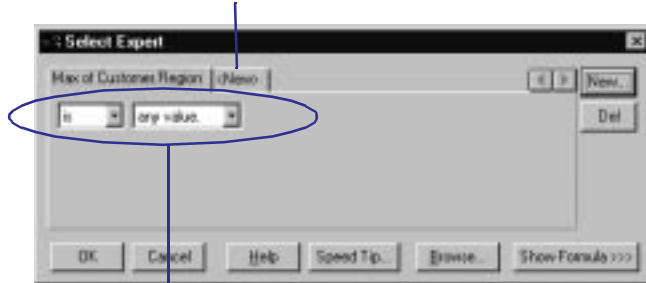 Select Expert
Max of Customer Region <New>
New...
is any value.
Del
OK Cancel Help Speed Tip... Browse... Show Formula >>>